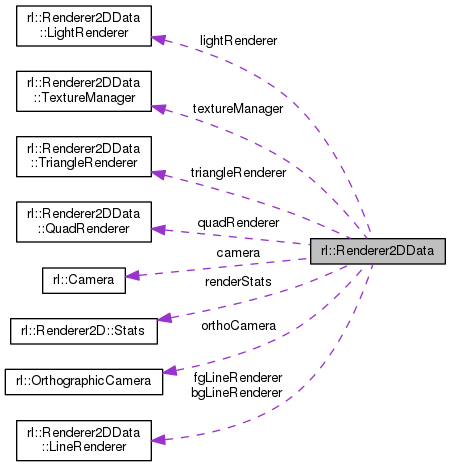 rl::Renderer2DData
::LightRenderer
lightRenderer
rl::Renderer2DData
::TextureManager
textureManager
rl::Renderer2DData
::TriangleRenderer
triangleRenderer
rl::Renderer2DData
::QuadRenderer
quadRenderer
rl::Renderer2DData
camera
rl::Camera
renderStats
rl::Renderer2D::Stats
orthoCamera
rl::OrthographicCamera
fgLineRenderer
bgLineRenderer
rl::Renderer2DData
::LineRenderer